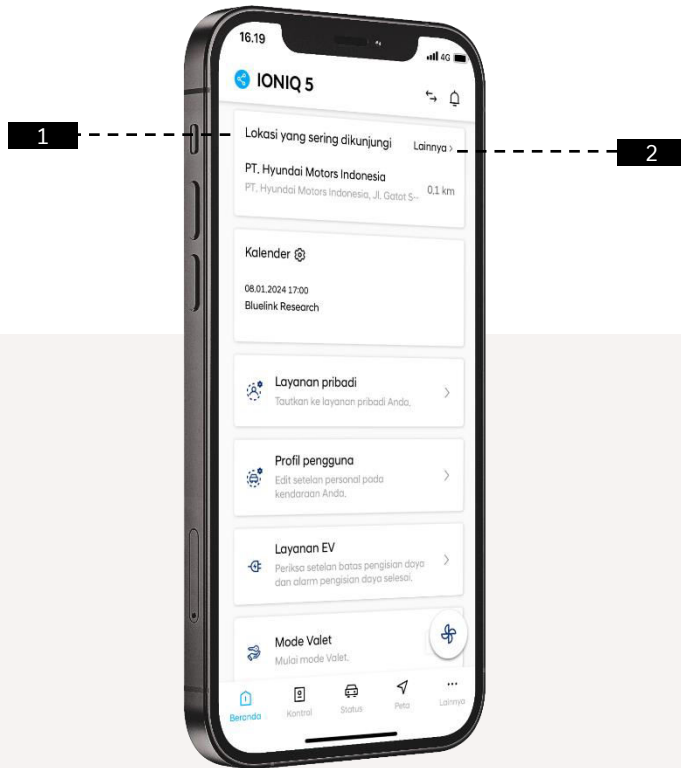 16.19
4G
IONIQ 5
1
Lokasi yang sering dikunjungi Lainnya >
2
PT. Hyundai Motors Indonesia
PT. Hyundai Motors Indonesia, Jl. Gatot S... 0,1 km
Kalender
08.01.2024 17:00
Bluelink Research
Layanan pribadi
Tautkan ke layanan pribadi Anda.
Profil pengguna
Edit setelan personal pada
kendaraan Anda.
Layanan EV
Periksa setelan batas pengisian daya
dan alarm pengisian daya selesai.
Mode Valet
Mulai mode Valet.
Beranda Kontrol Status Peta Lainnya